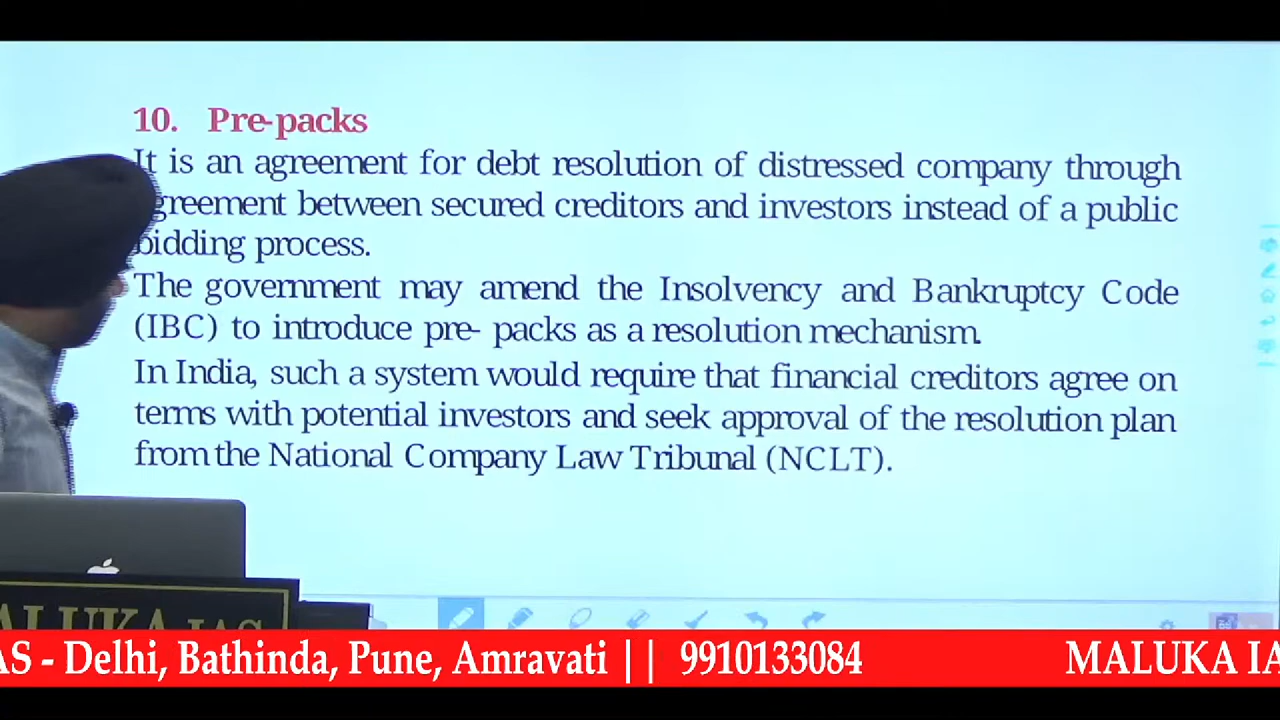 10. Pre-packs
It is an agreement for debt resolution of distressed company through
agreement between secured creditors and investors instead of a public
bidding process.
The government may amend the Insolvency and Bankruptcy Code
(IBC) to introduce pre- packs as a resolution mechanism.
In India, such a system would require that financial creditors agree on
terms with potential investors and seek approval of the resolution plan
from the National Company Law Tribunal (NCLT).
MALUKA IAS
AS - Delhi, Bathinda, Pune, Amravati || 9910133084 MALUKA IA